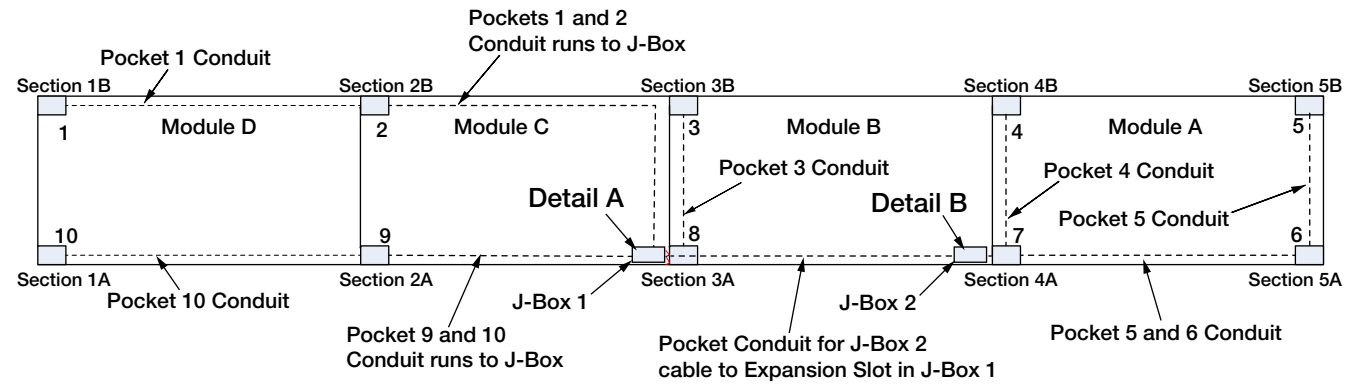 Pockets 1 and 2
Conduit runs to J-Box
Pocket 1 Conduit
Section 1B
Section 2B
Section 3B
Section 4B
Section 5B
1
Module D
2
Module C
3
Module B
4
Module A
5
Pocket 3 Conduit
Pocket 4 Conduit
Detail A
Detail B
Pocket 5 Conduit
10
9
8
7
6
Section 1A
Section 2A
Section 3A
Section 4A
Section 5A
Pocket 10 Conduit
J-Box 1
J-Box 2
Pocket 9 and 10
Conduit runs to J-Box
Pocket Conduit for J-Box 2
cable to Expansion Slot in J-Box 1
Pocket 5 and 6 Conduit